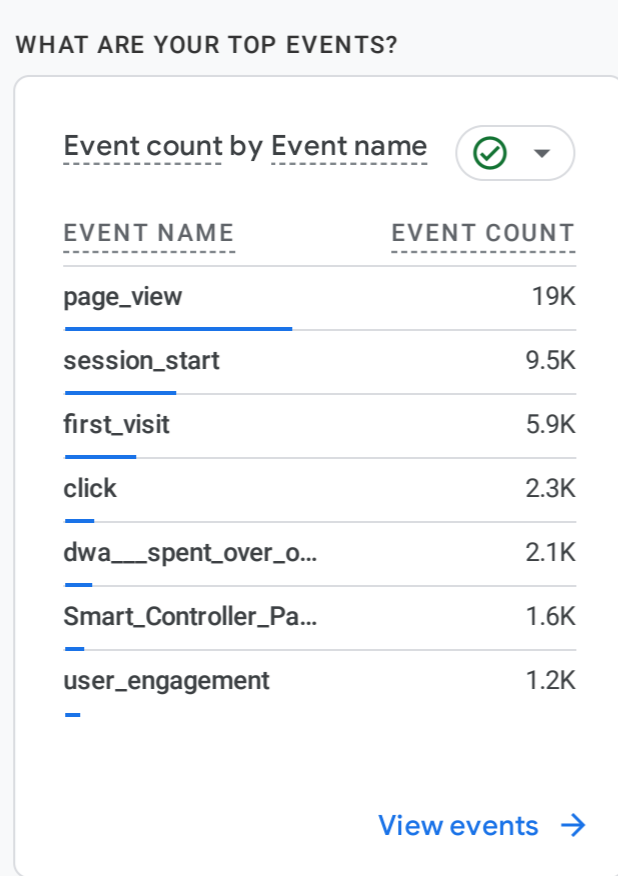 WHAT ARE YOUR TOP EVENTS?
Event count by Event name
EVENT NAME EVENT COUNT
page_view 19K
session_start 9.5K
first_visit 5.9K
click 2.3K
dwa___spent_over_o... 2.1K
Smart_Controller_Pa... 1.6K
user_engagement 1.2K
View events →